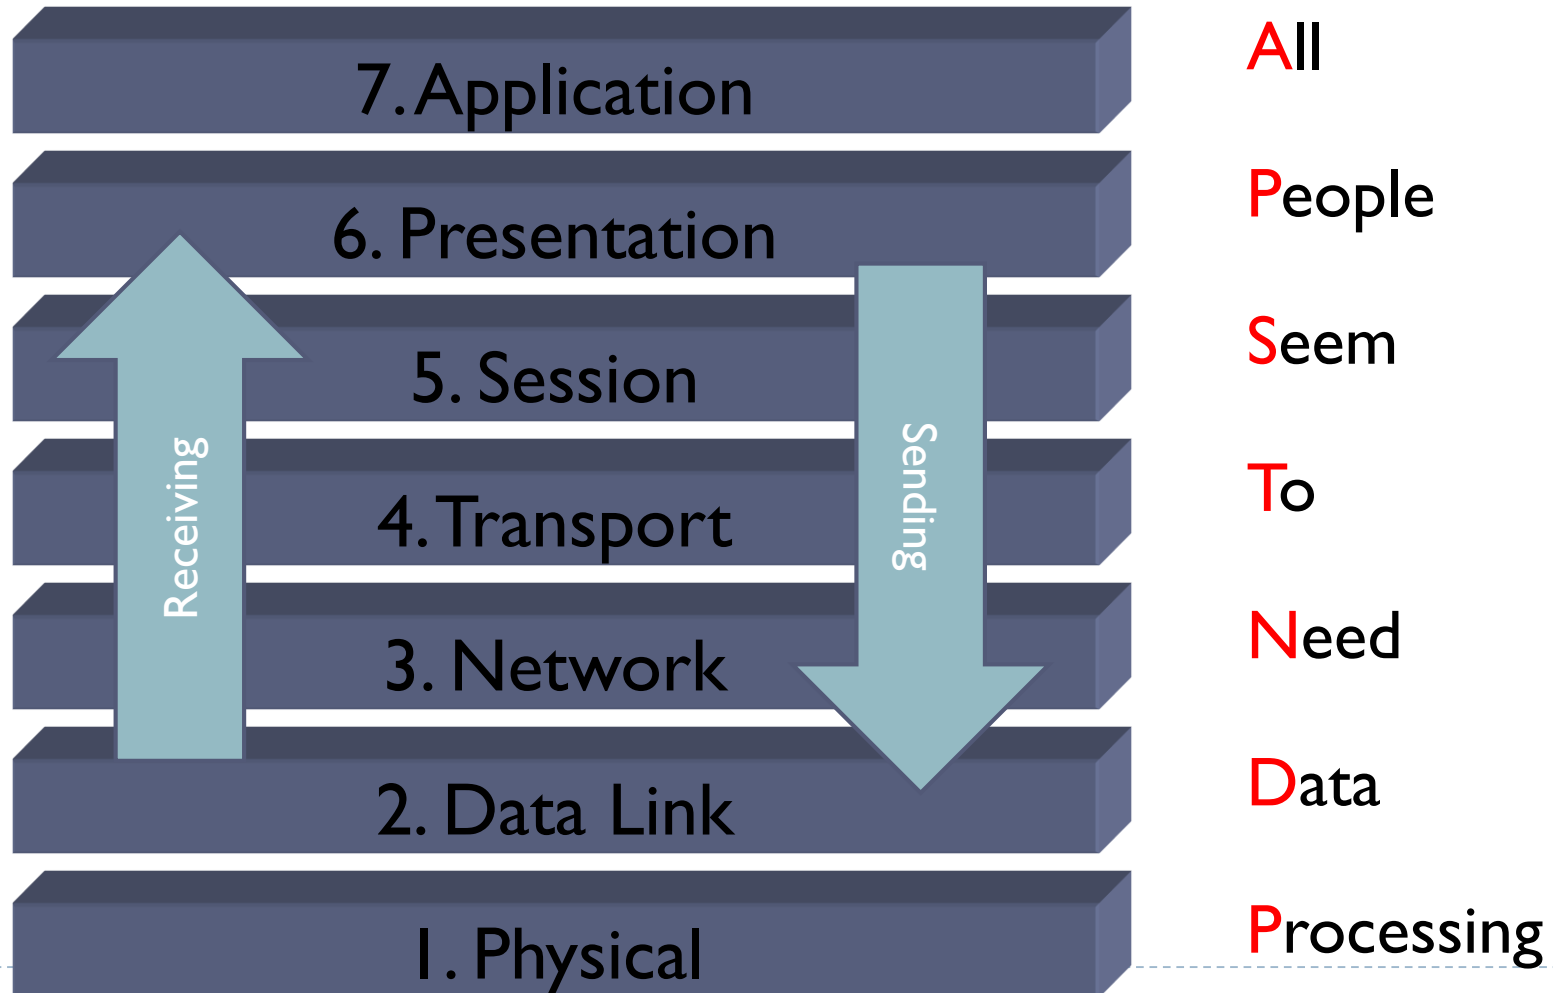 7. Application
All
6. Presentation
People
5. Session
Seem
4. Transport
To
3. Network
Need
2. Data Link
Data
1. Physical
Processing
Receiving
Sending